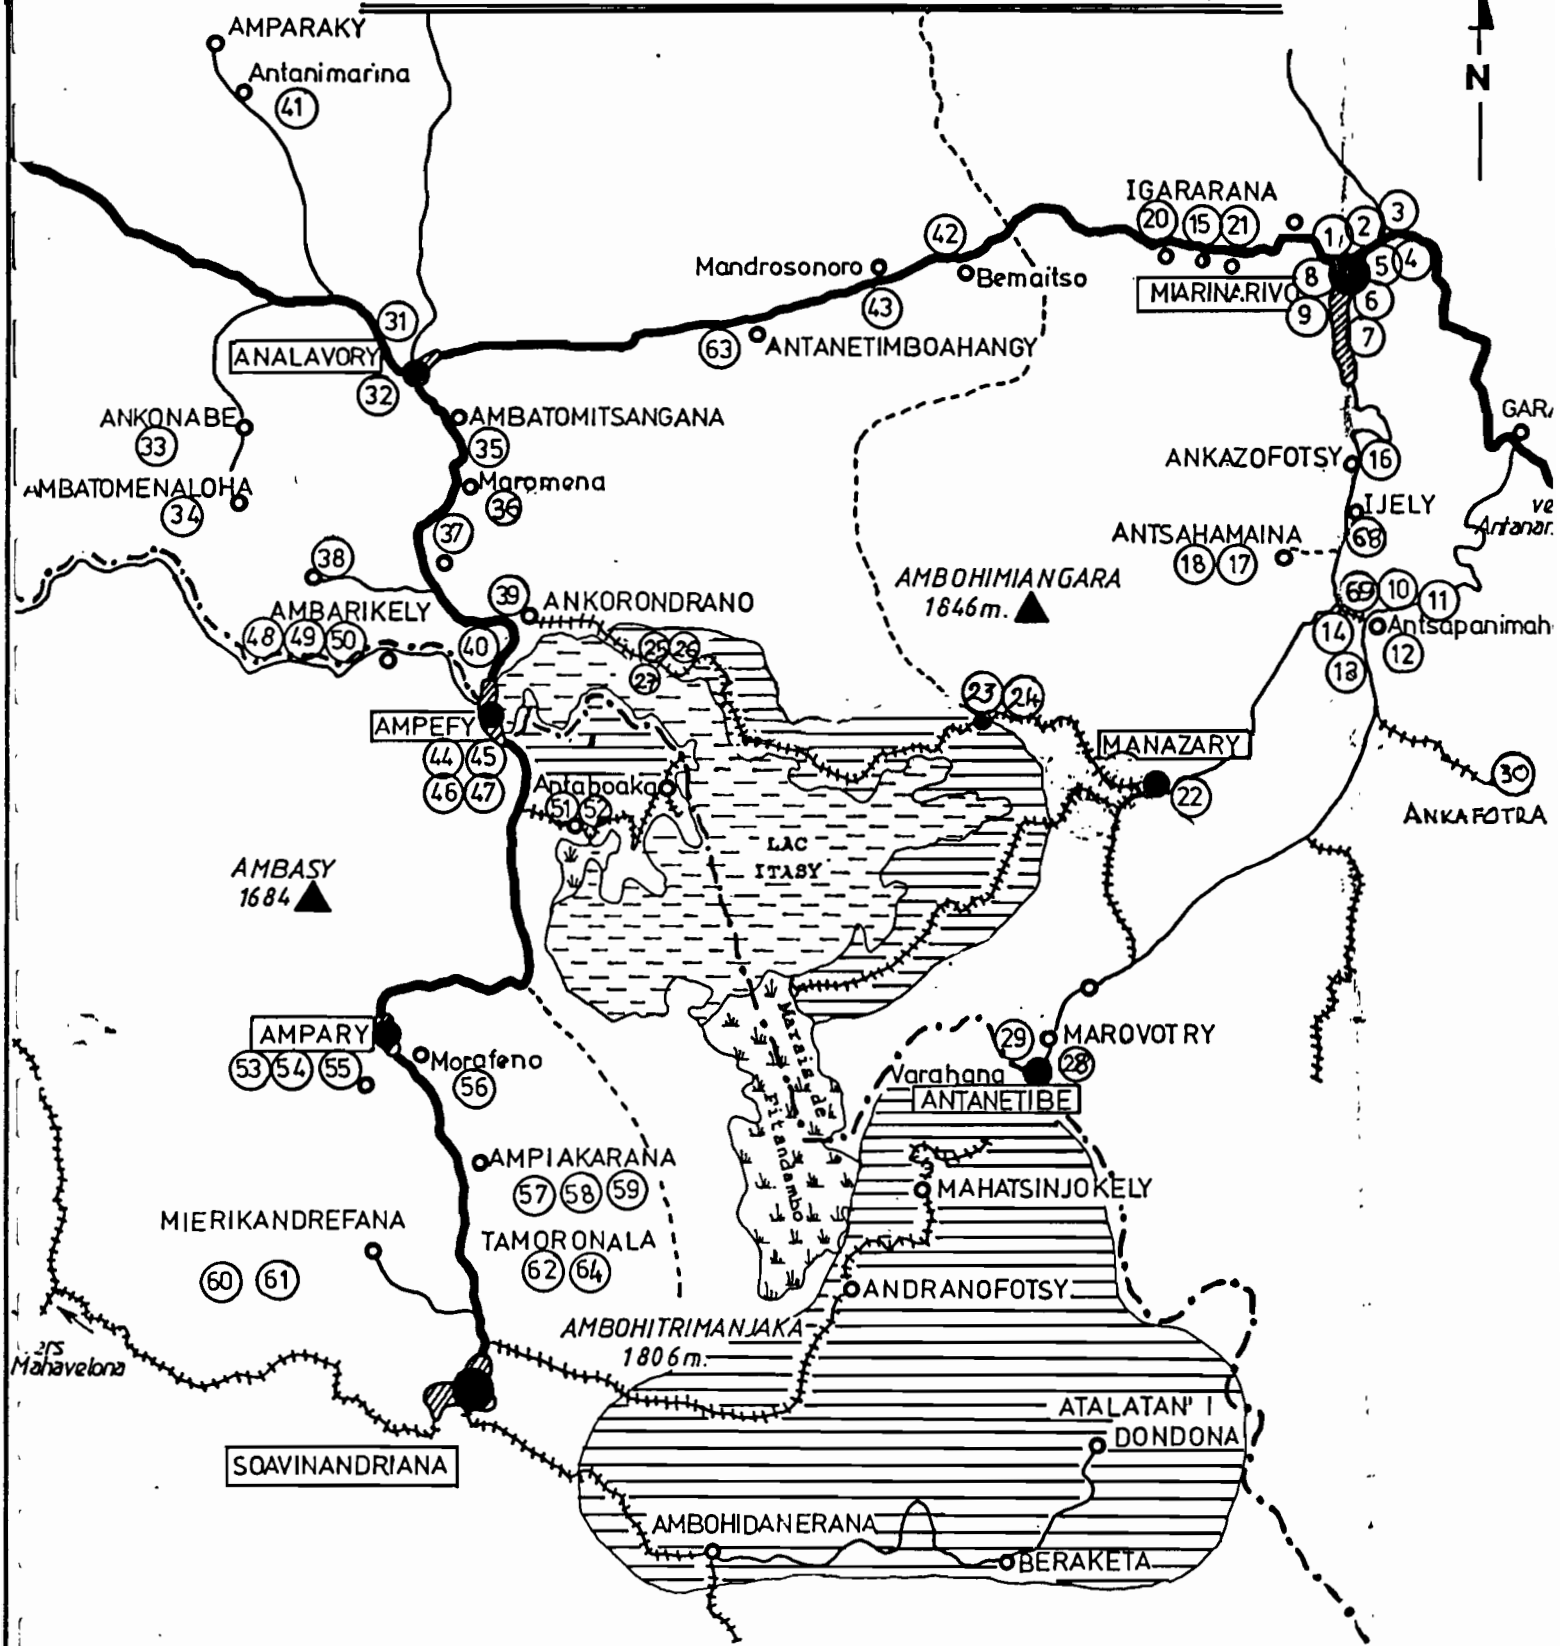 AMPARAKY
Antanimarina
41
N
IGARARANA
20 15 21
1 2 3
42
Mandrosonoro
Bemaitso
8 5 4
MIARINARIVO
6
9
7
43
31
63
ANTANETIMBOAHANGY
ANALAVORY
32
ANKONABE
33
AMBATOMITSANGANA
35
ANKAZOFOTSY
16
AMBATOMENALOHA
34
Maromena
36
IJELY
68
37
ANTSAHAMAINA
18 17
38
AMBOHIMIANGARA
1846m.
39
ANKORONDRANO
69 10 11
AMBARIKELY
48 49 50
40
25 26
27
14
Antsapanimah
12
13
23 24
AMPEFY
44 45
46 47
MANAZARY
22
30
ANKAFOTRA
Antaboaka
51 52
LAC
ITASY
AMBASY
1684
AMPARY
53 54 55
Morafeno
56
Marais de
Fitandambo
29
MAROVOTRY
28
Varahana
ANTANETIBE
AMPIAKARANA
57 58 59
MAHATSINJOKELY
MIERIKANDREFANA
60 61
TAMORONALA
62 64
ANDRANOFOTSY
AMBOHITRIMANJAKA
1806m.
Mahavelona
ATALATAN' I
DONDONA
SOAVINANDRIANA
AMBOHIDANERANA
BERAKETA